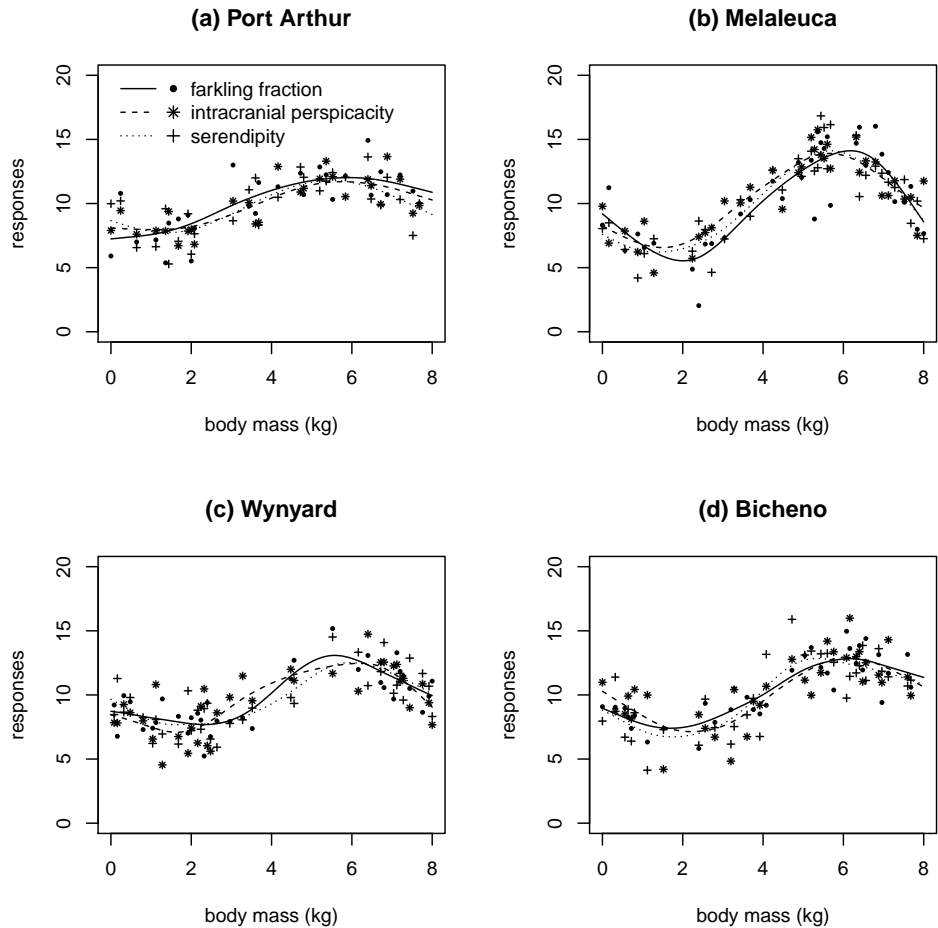 (a) Port Arthur
20
15
10
5
0
responses
farkling fraction
intracranial perspicacity
serendipity
0 2 4 6 8
body mass (kg)
(b) Melaleuca
20
15
10
5
0
responses
0 2 4 6 8
body mass (kg)
(c) Wynyard
20
15
10
5
0
responses
0 2 4 6 8
body mass (kg)
(d) Bicheno
20
15
10
5
0
responses
0 2 4 6 8
body mass (kg)